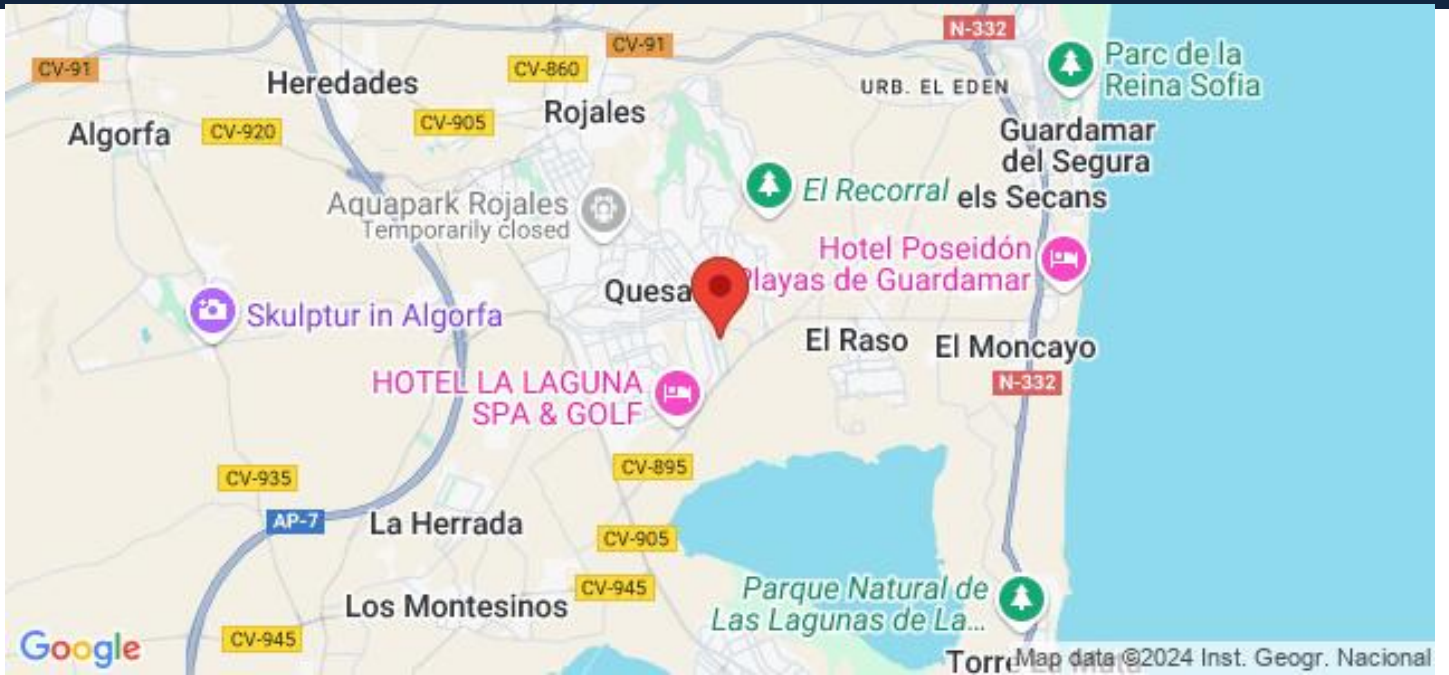 N-332
CV-91
Parc de la
Reina Sofia
CV-91
Heredades
CV-860
URB. EL EDEN
Rojales
Algorfa
CV-920
CV-905
Guardamar
del Segura
El Recorral
els Secans
Aquapark Rojales
Temporarily closed
Hotel Poseidón
Playas de Guardamar
Quesa
Skulptur in Algorfa
El Raso
El Moncayo
HOTEL LA LAGUNA
SPA & GOLF
N-332
CV-895
CV-935
AP-7
La Herrada
CV-905
CV-945
Parque Natural de
Las Lagunas de La...
Los Montesinos
CV-945
Google
Map data ©2024 Inst. Geogr. Nacional